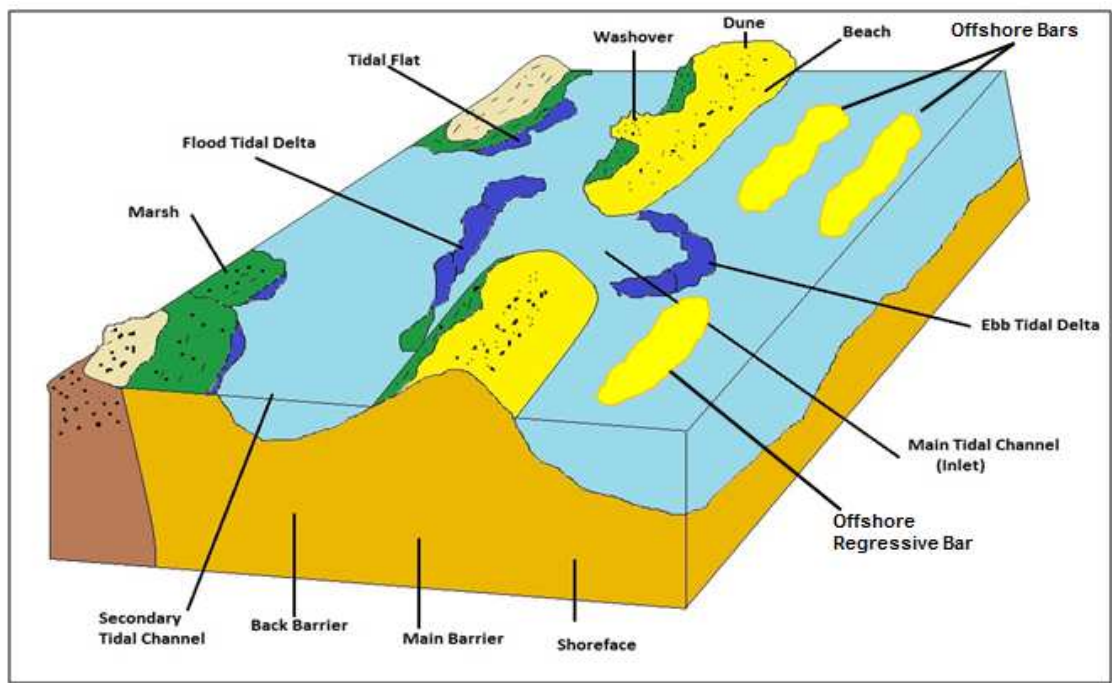 Dune
Offshore Bars
Washover
Beach
Tidal Flat
Flood Tidal Delta
Marsh
Ebb Tidal Delta
Main Tidal Channel
(Inlet)
Offshore
Regressive Bar
Secondary
Tidal Channel
Back Barrier
Main Barrier
Shoreface